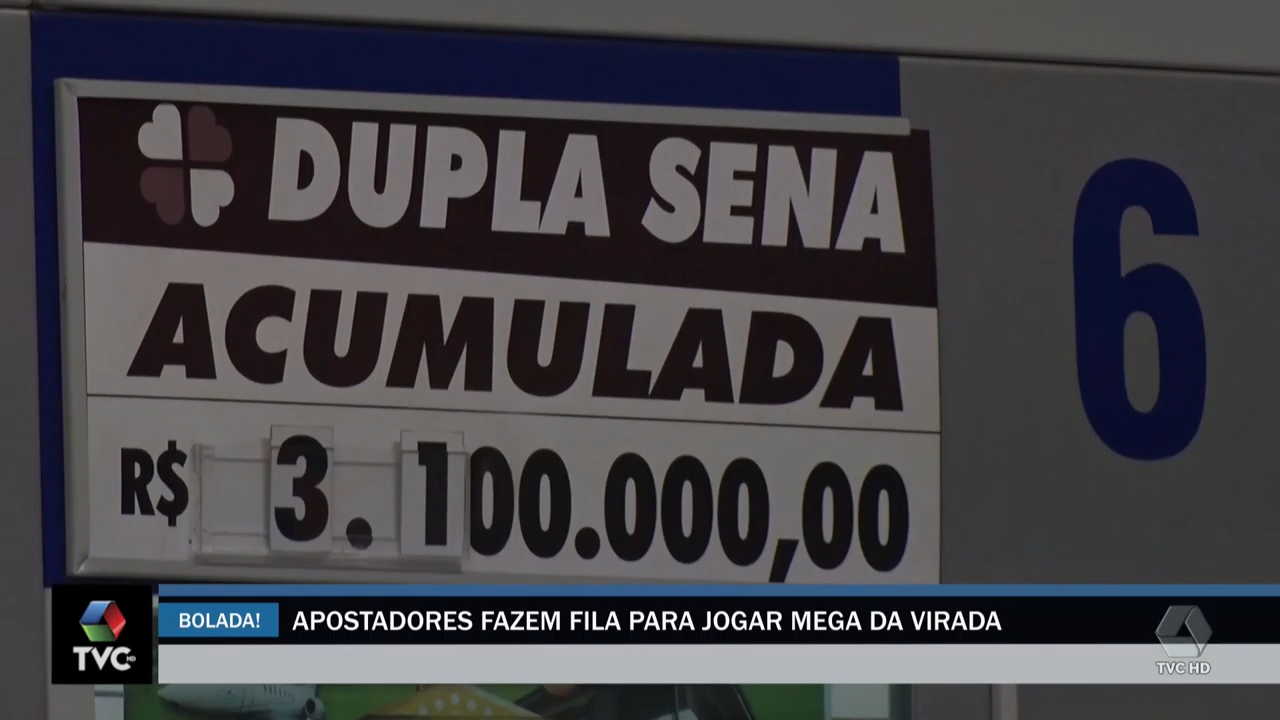 DUPLA SENA
ACUMULADA
R$ 3.100.000,00
6
BOLADA! APOSTADORES FAZEM FILA PARA JOGAR MEGA DA VIRADA
TVC HD
TVC HD